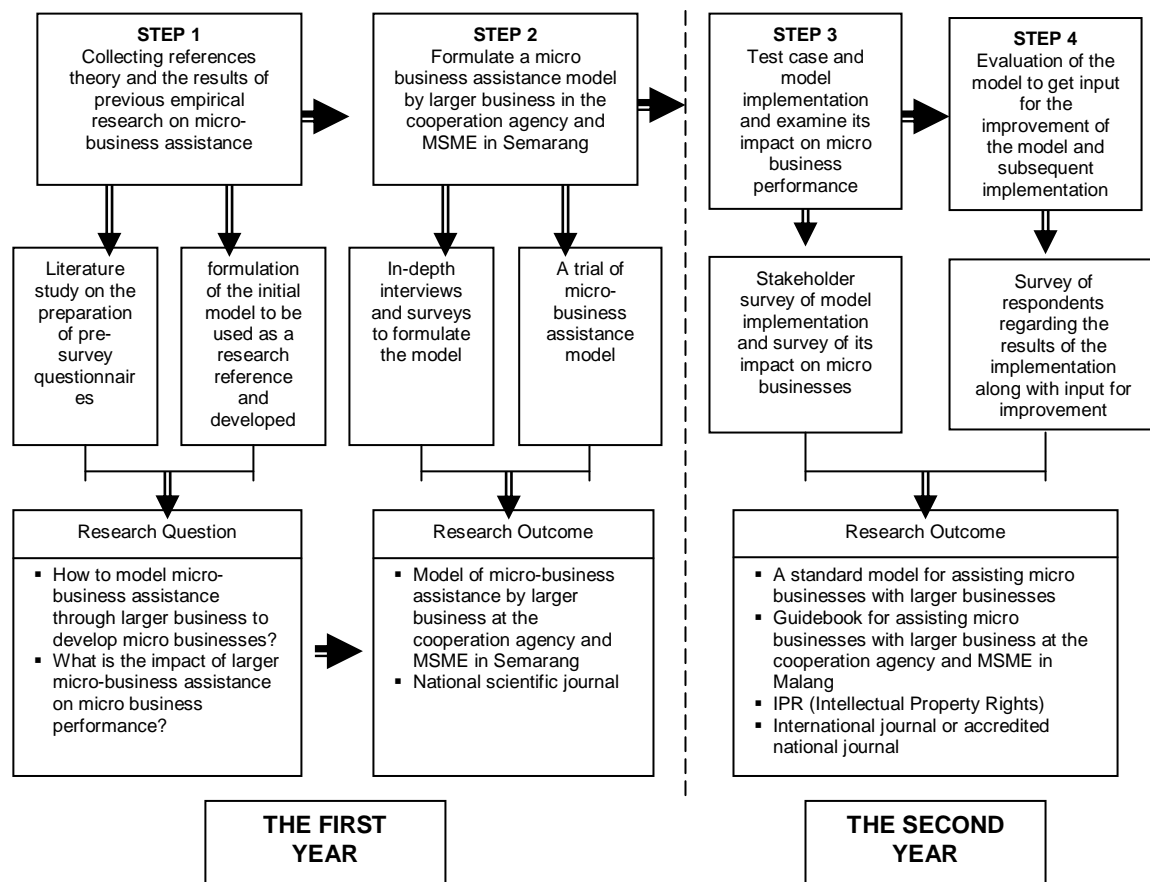 STEP 1
Collecting references
theory and the results of
previous empirical
research on micro-
business assistance
STEP 2
Formulate a micro
business assistance model
by larger business in the
cooperation agency and
MSME in Semarang
STEP 3
Test case and
model
implementation
and examine its
impact on micro
business
performance
STEP 4
Evaluation of the
model to get input
for the
improvement of
the model and
subsequent
implementation
Literature
study on the
preparation
of pre-
survey
questionnair
es
formulation
of the initial
model to be
used as a
research
reference
and
developed
In-depth
interviews
and surveys
to formulate
the model
A trial of
micro-
business
assistance
model
Stakeholder
survey of model
implementation
and survey of its
impact on micro
businesses
Survey of
respondents
regarding the
results of the
implementation
along with input for
improvement
Research Question
▪ How to model micro-
business assistance
through larger business to
develop micro businesses?
▪ What is the impact of larger
micro-business assistance
on micro business
performance?
Research Outcome
▪ Model of micro-business
assistance by larger
business at the
cooperation agency and
MSME in Semarang
▪ National scientific journal
Research Outcome
▪ A standard model for assisting micro
businesses with larger businesses
▪ Guidebook for assisting micro
businesses with larger business at the
cooperation agency and MSME in
Malang
▪ IPR (Intellectual Property Rights)
▪ International journal or accredited
national journal
THE FIRST
YEAR
THE SECOND
YEAR